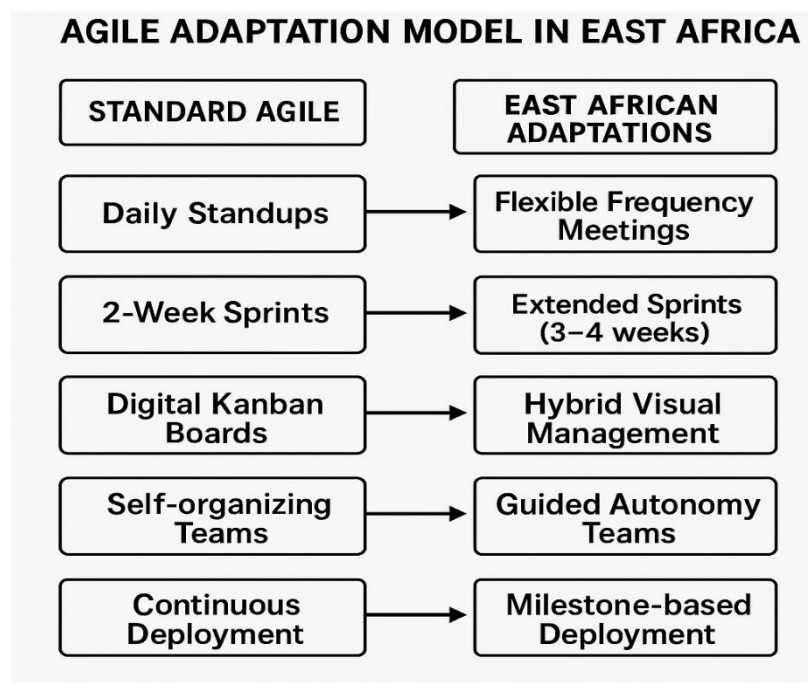 AGILE ADAPTATION MODEL IN EAST AFRICA
STANDARD AGILE
EAST AFRICAN
ADAPTATIONS
Daily Standups
Flexible Frequency
Meetings
2-Week Sprints
Extended Sprints
(3–4 weeks)
Digital Kanban
Boards
Hybrid Visual
Management
Self-organizing
Teams
Guided Autonomy
Teams
Continuous
Deployment
Milestone-based
Deployment